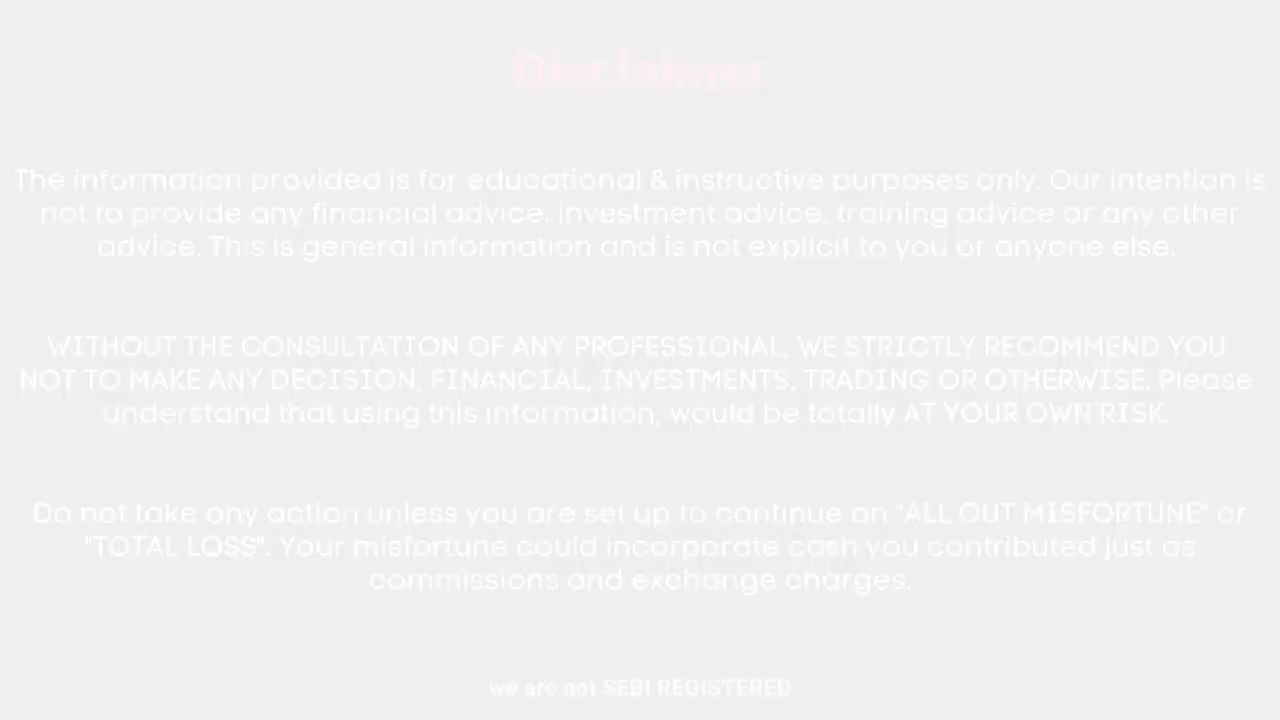 Disclaimer
The information provided is for educational & instructive purposes only. Our intention is
not to provide any financial advice, investment advice, training advice or any other
advice. This is general information and is not explicit to you or anyone else.
WITHOUT THE CONSULTATION OF ANY PROFESSIONAL, WE STRICTLY RECOMMEND YOU
NOT TO MAKE ANY DECISION, FINANCIAL, INVESTMENTS, TRADING OR OTHERWISE. Please
understand that using this information, would be totally AT YOUR OWN RISK.
Do not take any action unless you are set up to continue an "ALL OUT MISFORTUNE" or
"TOTAL LOSS". Your misfortune could incorporate cash you contributed just as
commissions and exchange charges.
we are not SEBI REGISTERED